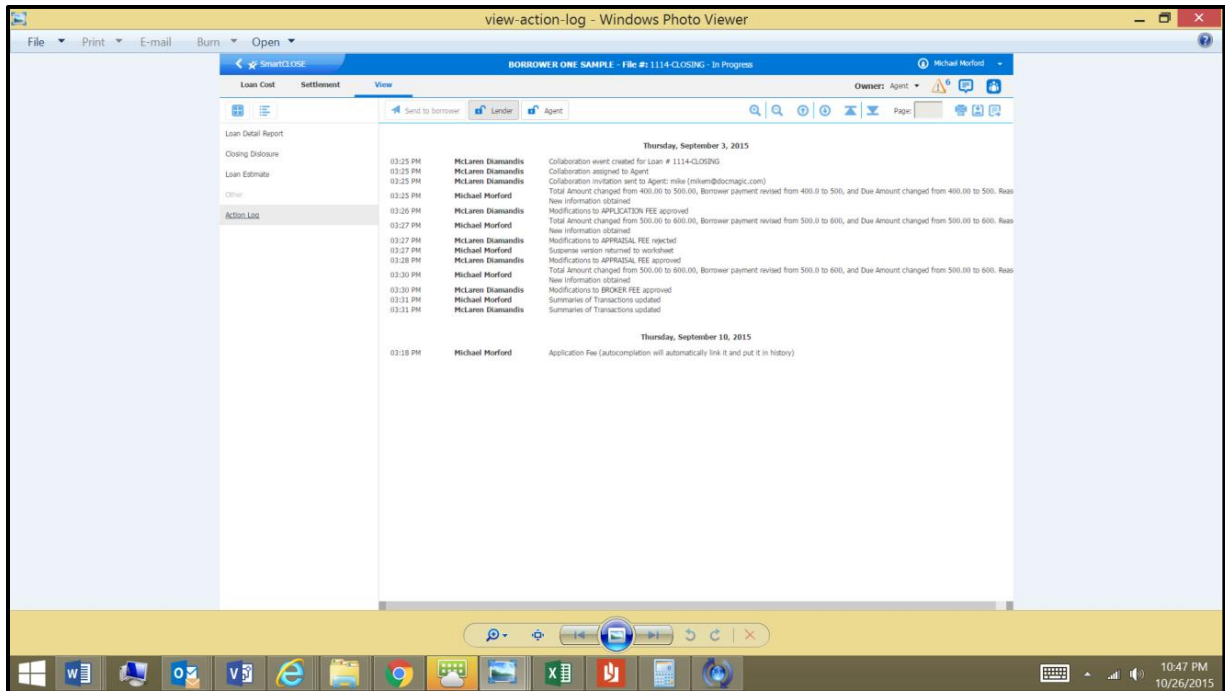 view-action-log - Windows Photo Viewer
File Print E-mail Burn Open
SmartCLOSE BORROWER ONE SAMPLE - File #: 1114-CLOSING - In Progress Michael Morford
Loan Cost Settlement View Owner: Agent 6
Send to borrower Lender Agent Page:
Loan Detail Report
Closing Dislosure
Loan Estimate
Other
Action Log
Thursday, September 3, 2015
03:25 PM McLaren Diamandis Collaboration event created for Loan # 1114-CLOSING
03:25 PM McLaren Diamandis Collaboration assigned to Agent
03:25 PM McLaren Diamandis Collaboration invitation sent to Agent: mike (mikem@docmagic.com)
03:25 PM Michael Morford Total Amount changed from 400.00 to 500.00, Borrower payment revised from 400.0 to 500, and Due Amount changed from 400.00 to 500. Reas
New information obtained
03:26 PM McLaren Diamandis Modifications to APPLICATION FEE approved
03:27 PM Michael Morford Total Amount changed from 500.00 to 600.00, Borrower payment revised from 500.0 to 600, and Due Amount changed from 500.00 to 600. Reas
New information obtained
03:27 PM McLaren Diamandis Modifications to APPRAISAL FEE rejected
03:27 PM Michael Morford Suspense version returned to worksheet
03:28 PM McLaren Diamandis Modifications to APPRAISAL FEE approved
03:30 PM Michael Morford Total Amount changed from 500.00 to 600.00, Borrower payment revised from 500.0 to 600, and Due Amount changed from 500.00 to 600. Reas
New information obtained
03:30 PM McLaren Diamandis Modifications to BROKER FEE approved
03:31 PM Michael Morford Summaries of Transactions updated
03:31 PM McLaren Diamandis Summaries of Transactions updated
Thursday, September 10, 2015
03:18 PM Michael Morford Application Fee (autocompletion will automatically link it and put it in history)
10:47 PM
10/26/2015